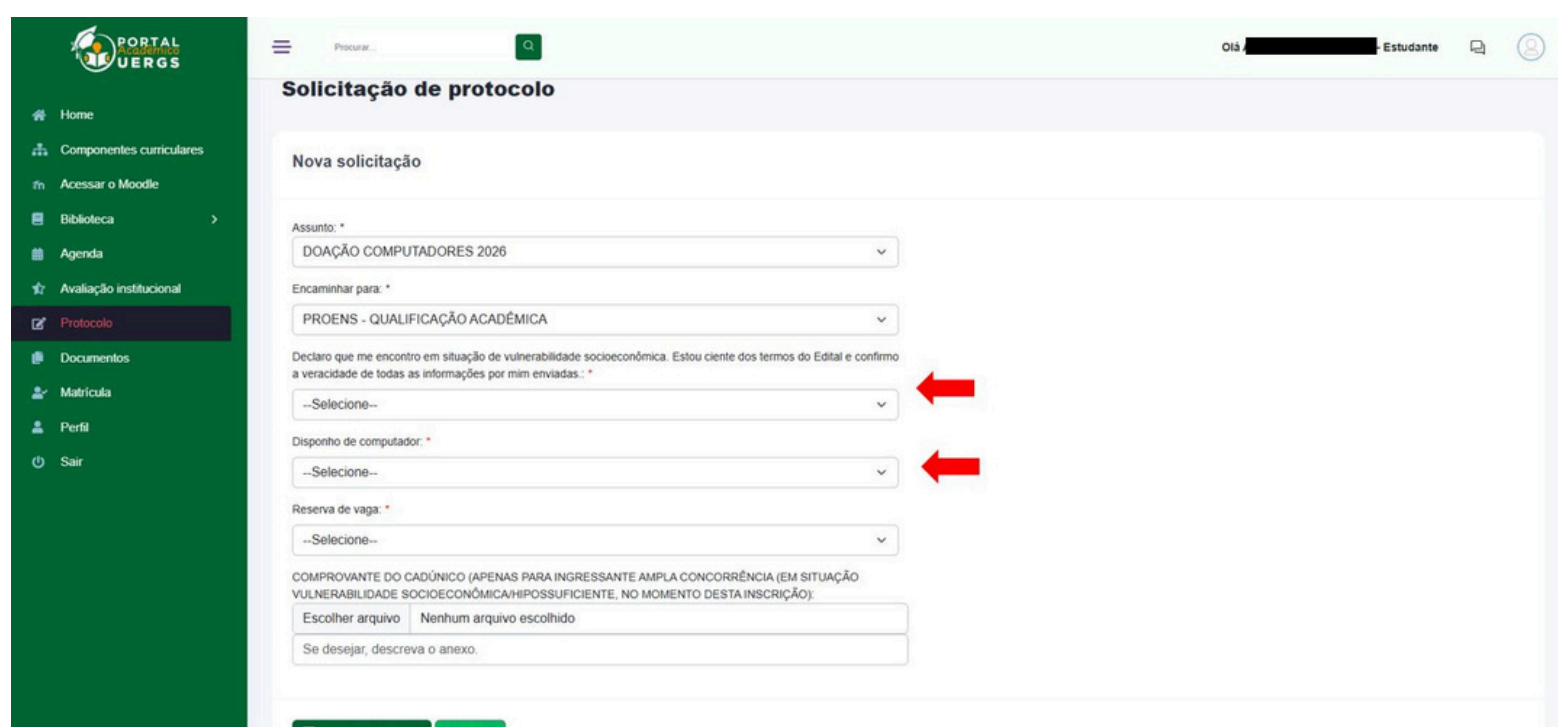 PORTAL
Acadêmico
UERGS
Procurar...
Olá
- Estudante
Home
Componentes curriculares
Acessar o Moodle
Biblioteca
Agenda
Avaliação institucional
Protocolo
Documentos
Matrícula
Perfil
Sair
Solicitação de protocolo
Nova solicitação
Assunto: *
DOAÇÃO COMPUTADORES 2026
Encaminhar para: *
PROENS - QUALIFICAÇÃO ACADÊMICA
Declaro que me encontro em situação de vulnerabilidade socioeconômica. Estou ciente dos termos do Edital e confirmo
a veracidade de todas as informações por mim enviadas.: *
--Selecione--
Disponho de computador: *
--Selecione--
Reserva de vaga: *
--Selecione--
COMPROVANTE DO CADÚNICO (APENAS PARA INGRESSANTE AMPLA CONCORRÊNCIA (EM SITUAÇÃO
VULNERABILIDADE SOCIOECONÔMICA/HIPOSSUFICIENTE, NO MOMENTO DESTA INSCRIÇÃO):
Escolher arquivo Nenhum arquivo escolhido
Se desejar, descreva o anexo.